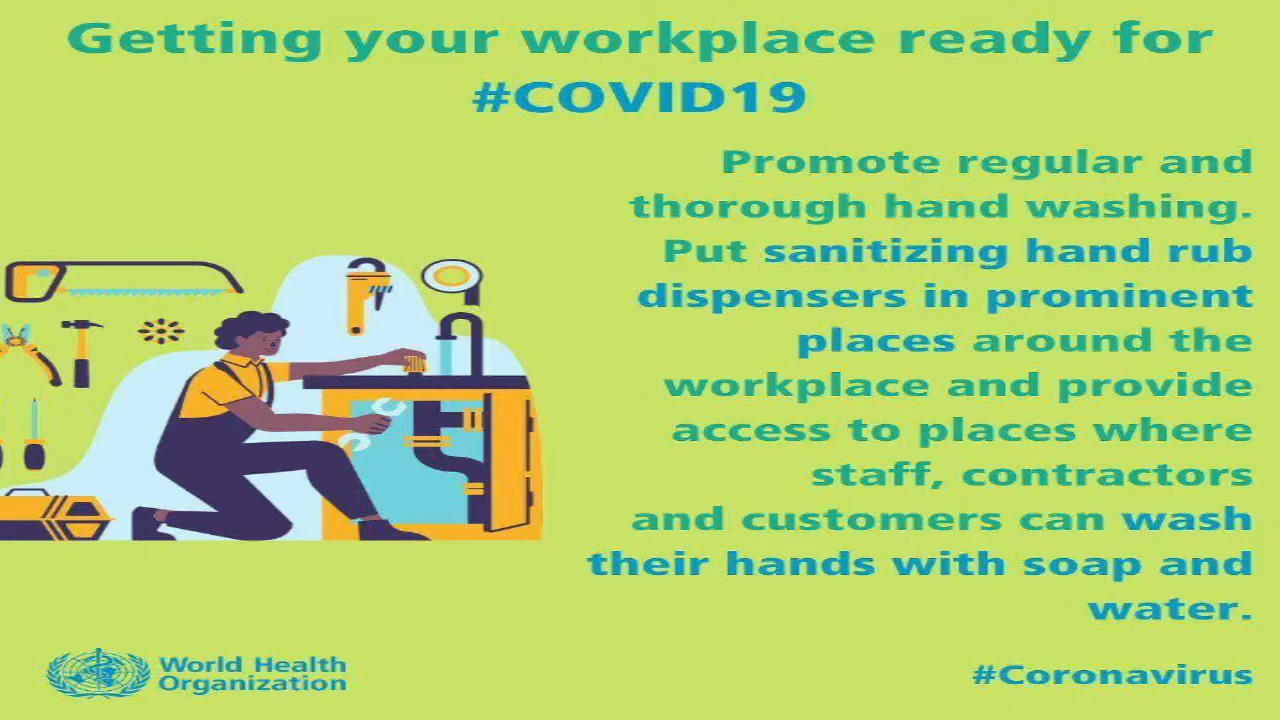 Getting your workplace ready for
#COVID19
Promote regular and
thorough hand washing.
Put sanitizing hand rub
dispensers in prominent
places around the
workplace and provide
access to places where
staff, contractors
and customers can wash
their hands with soap and
water.
World Health
Organization
#Coronavirus